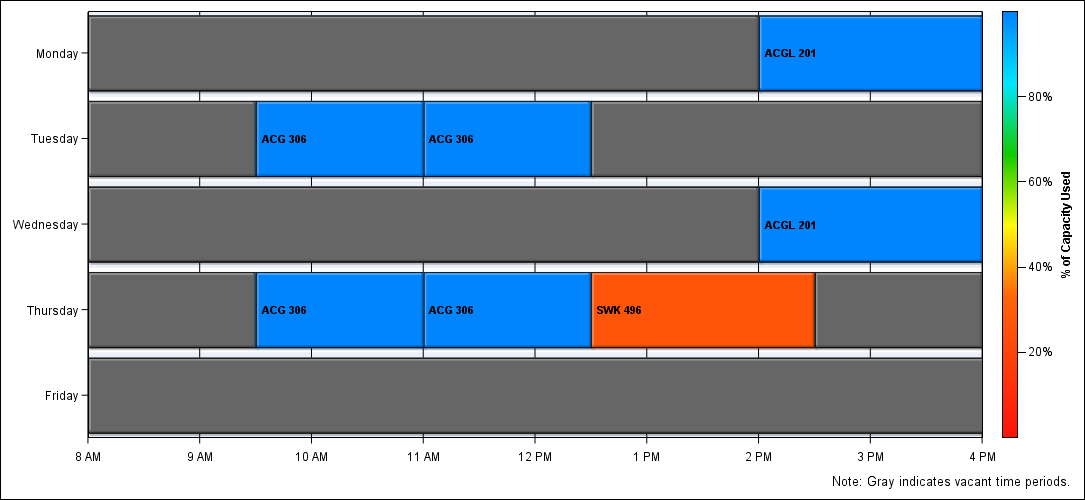 Monday
ACGL 201
Tuesday
ACG 306
ACG 306
Wednesday
ACGL 201
Thursday
ACG 306
ACG 306
SWK 496
Friday
8 AM
9 AM
10 AM
11 AM
12 PM
1 PM
2 PM
3 PM
4 PM
80%
60%
40%
20%
% of Capacity Used
Note: Gray indicates vacant time periods.